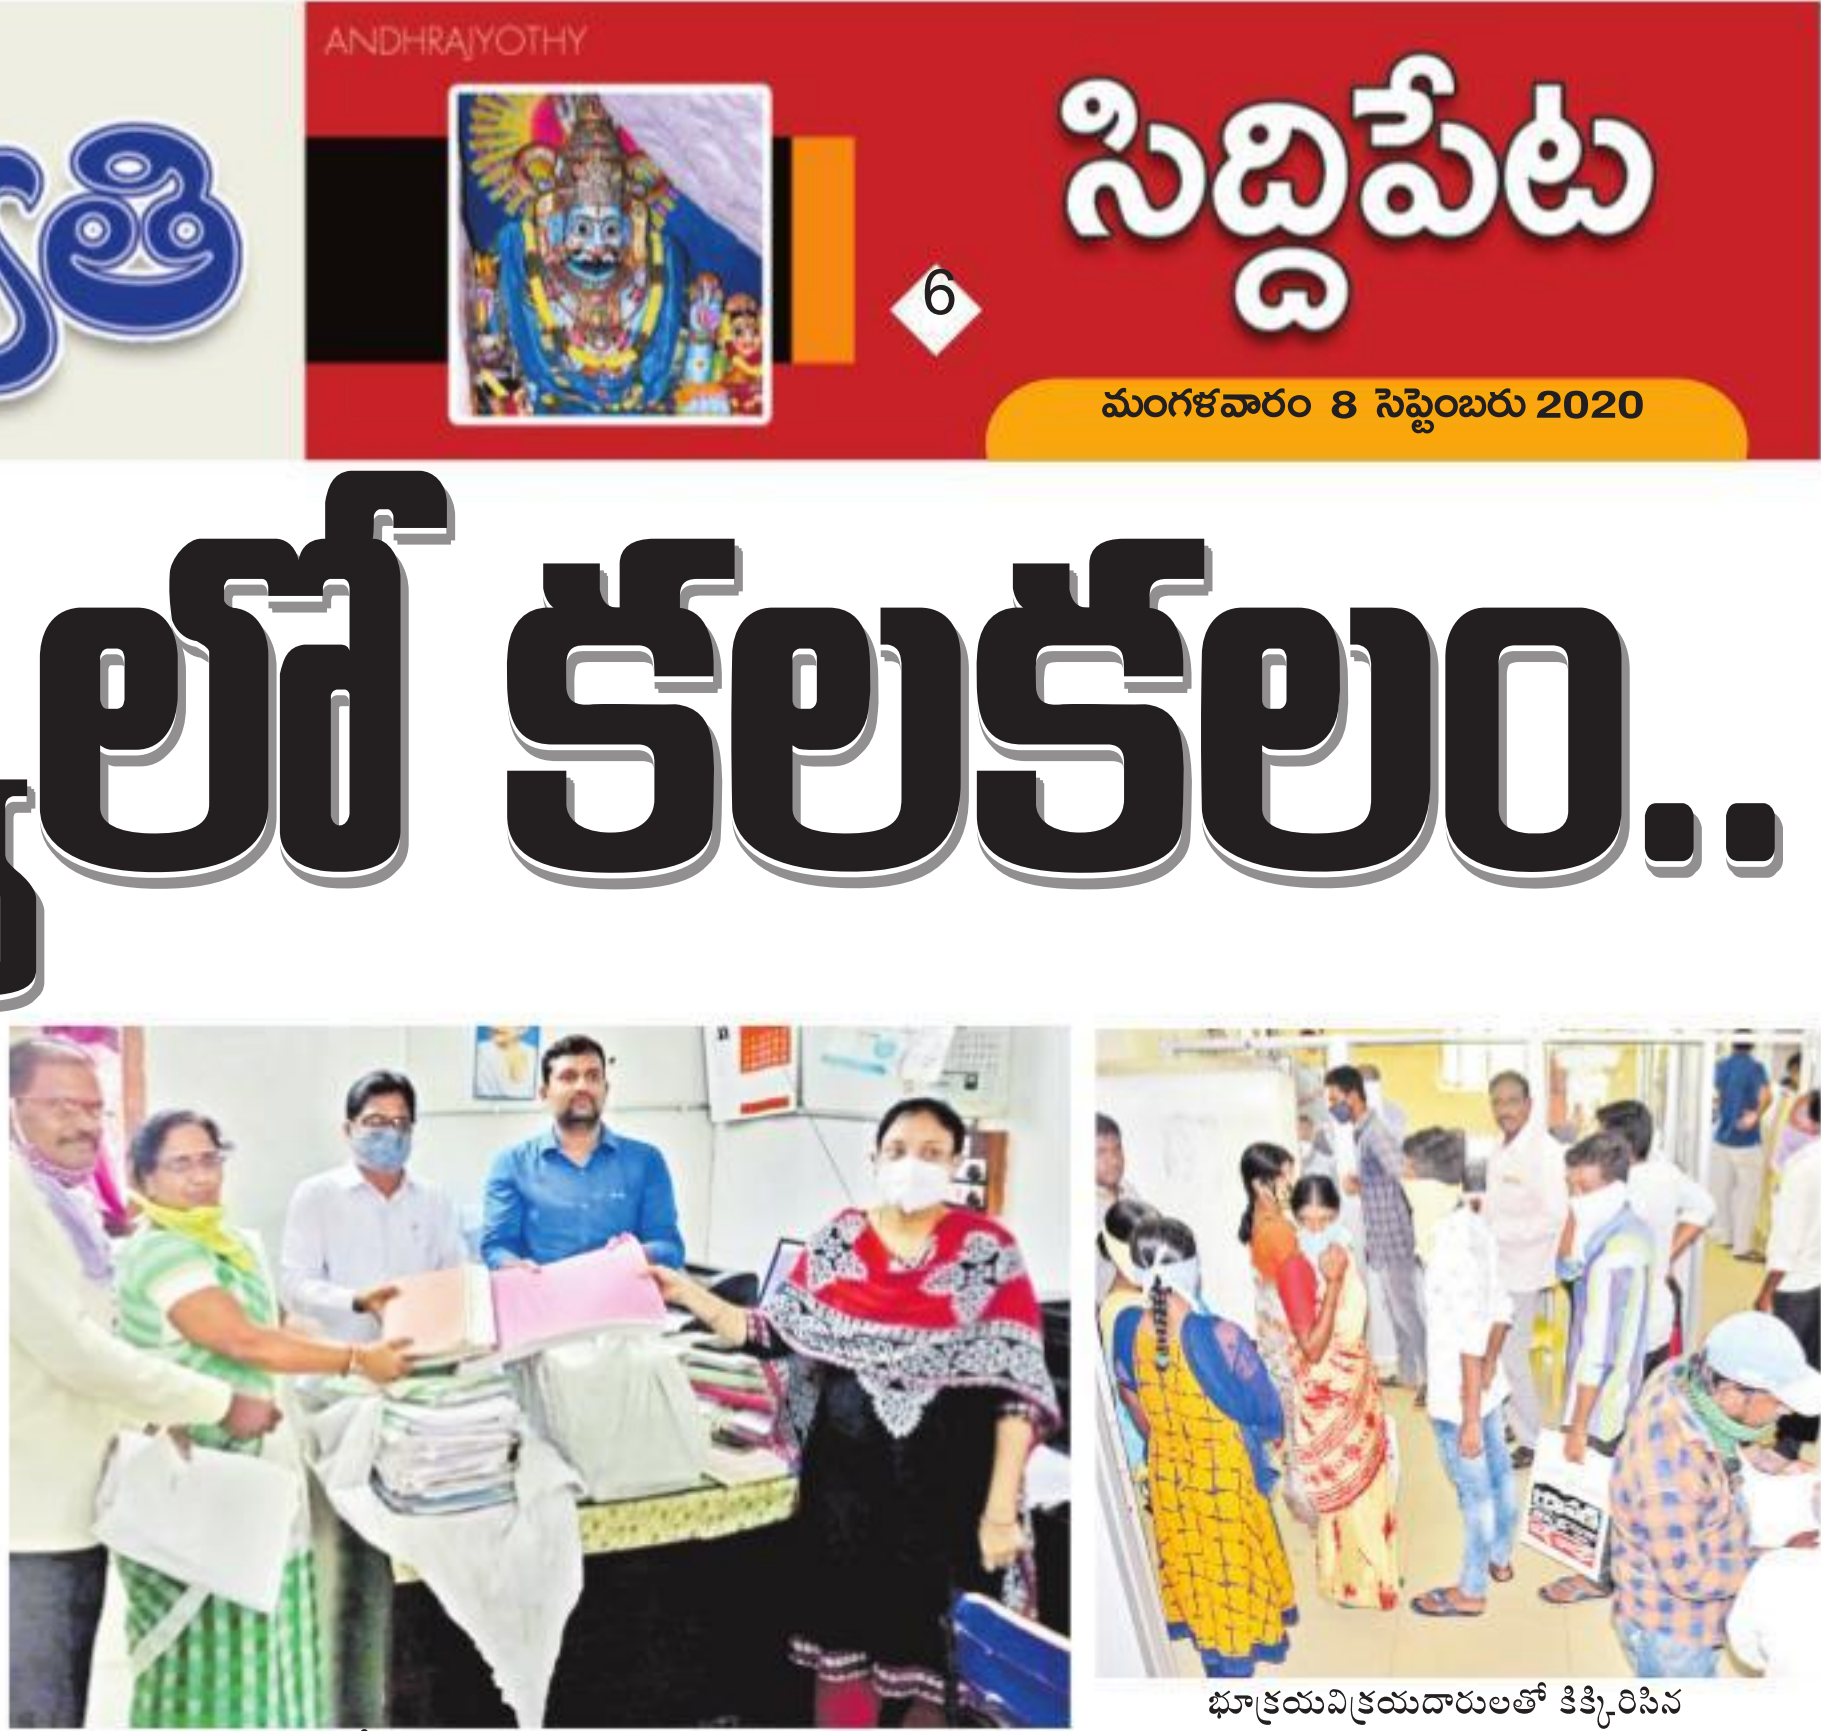 ANDHRAJYOTHY
సిద్దిపేట
6
మంగళవారం 8 సెప్టెంబరు 2020
లో కలకలం..
భూక్రయవిక్రయదారులతో కిక్కిరిసిన